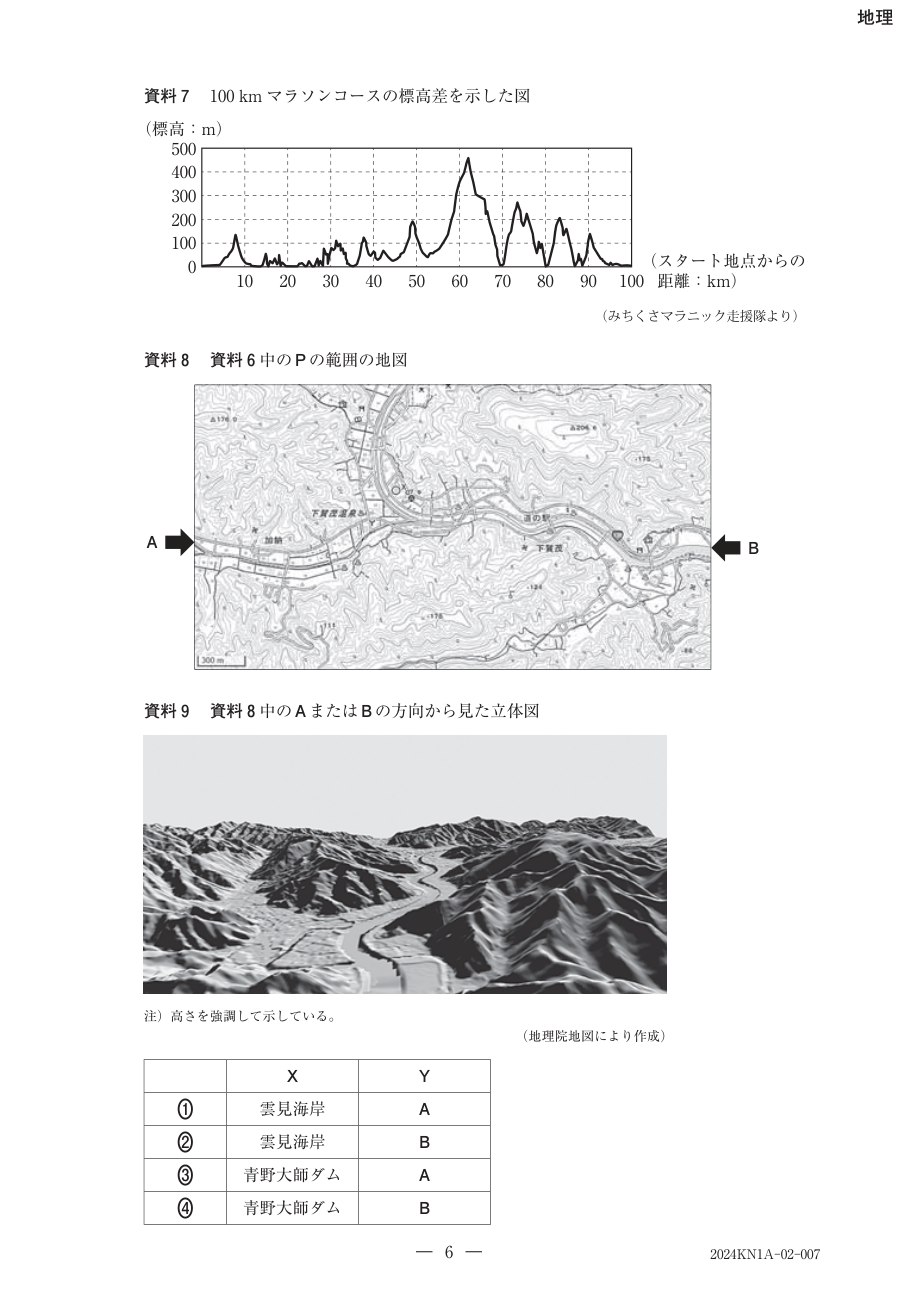 地理
資料7 100 km マラソンコースの標高差を示した図
（標高：m）
500
400
300
200
100
0
10 20 30 40 50 60 70 80 90 100
（スタート地点からの
距離：km）
（みちくさマラニック走援隊より）
資料8 資料6中のPの範囲の地図
A
B
下賀茂温泉
加納
道の駅
下賀茂
300 m
資料9 資料8中のAまたはBの方向から見た立体図
注）高さを強調して示している。
（地理院地図により作成）
X Y
① 雲見海岸 A
② 雲見海岸 B
③ 青野大師ダム A
④ 青野大師ダム B
― 6 ―
2024KN1A-02-007